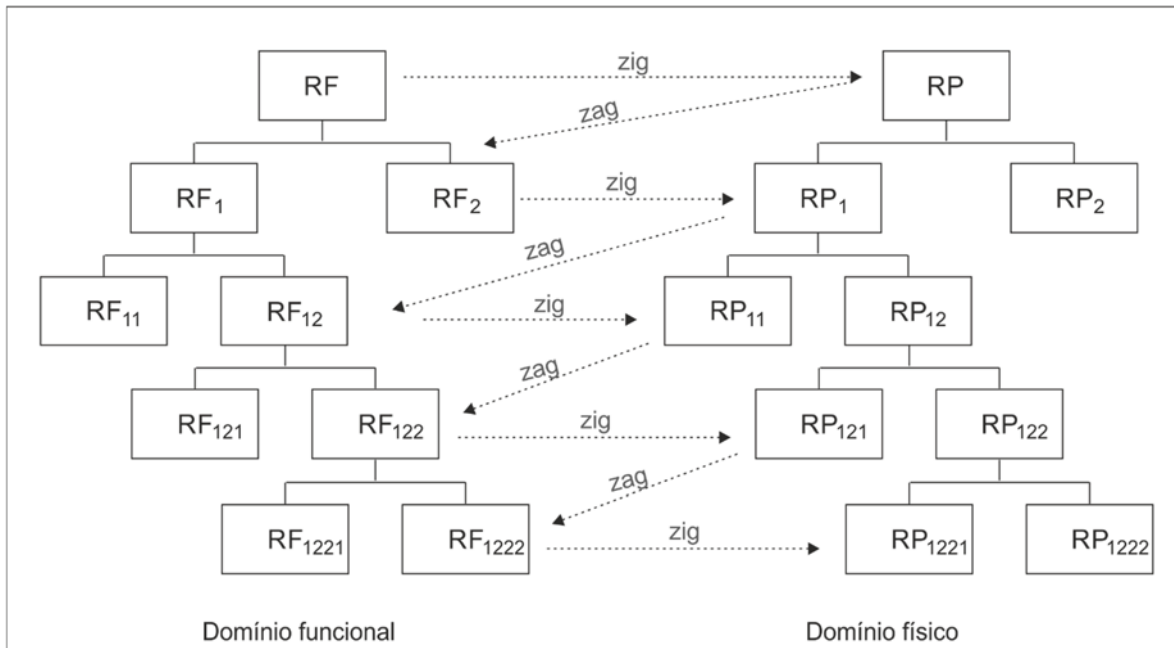 RF zig RP
zag
RF₁ RF₂ zig RP₁ RP₂
zag
RF₁₁ RF₁₂ zig RP₁₁ RP₁₂
zag
RF₁₂₁ RF₁₂₂ zig RP₁₂₁ RP₁₂₂
zag
RF₁₂₂₁ RF₁₂₂₂ zig RP₁₂₂₁ RP₁₂₂₂
Domínio funcional Domínio físico